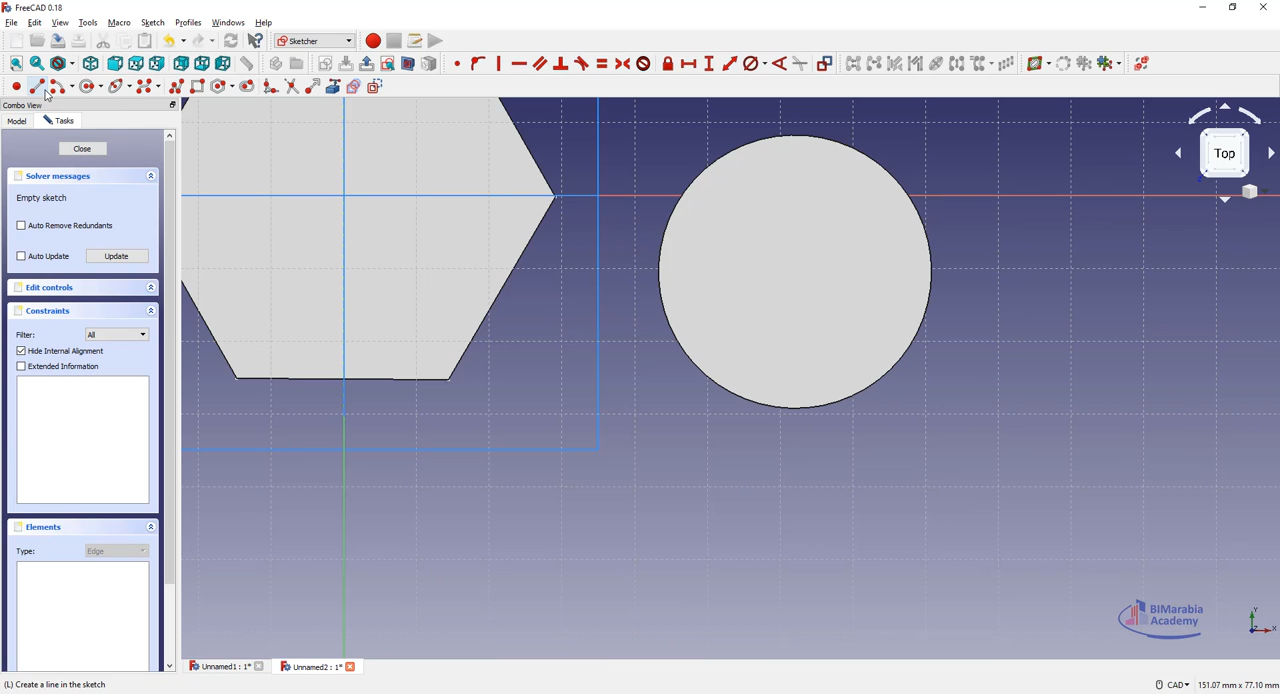 FreeCAD 0.18
File Edit View Tools Macro Sketch Profiles Windows Help
Sketcher
Combo View
Model Tasks
Close
Solver messages
Empty sketch
Auto Remove Redundants
Auto Update Update
Edit controls
Constraints
Filter: All
Hide Internal Alignment
Extended Information
Elements
Type: Edge
Top
BIMarabia
Academy
Y
Z X
Unnamed1 : 1* Unnamed2 : 1*
(L) Create a line in the sketch
CAD 151.07 mm x 77.10 mm